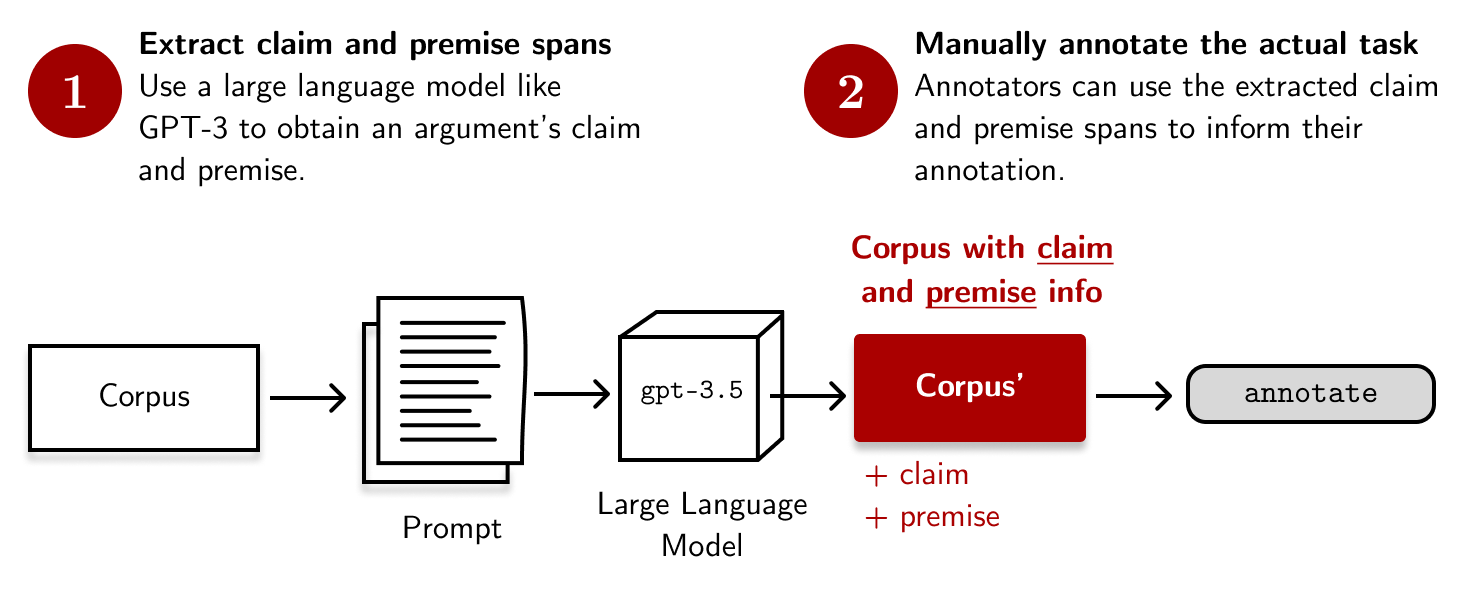 1
Extract claim and premise spans
Use a large language model like
GPT-3 to obtain an argument's claim
and premise.
2
Manually annotate the actual task
Annotators can use the extracted claim
and premise spans to inform their
annotation.
Corpus with claim
and premise info
Corpus
gpt-3.5
Corpus'
annotate
+ claim
+ premise
Prompt
Large Language
Model